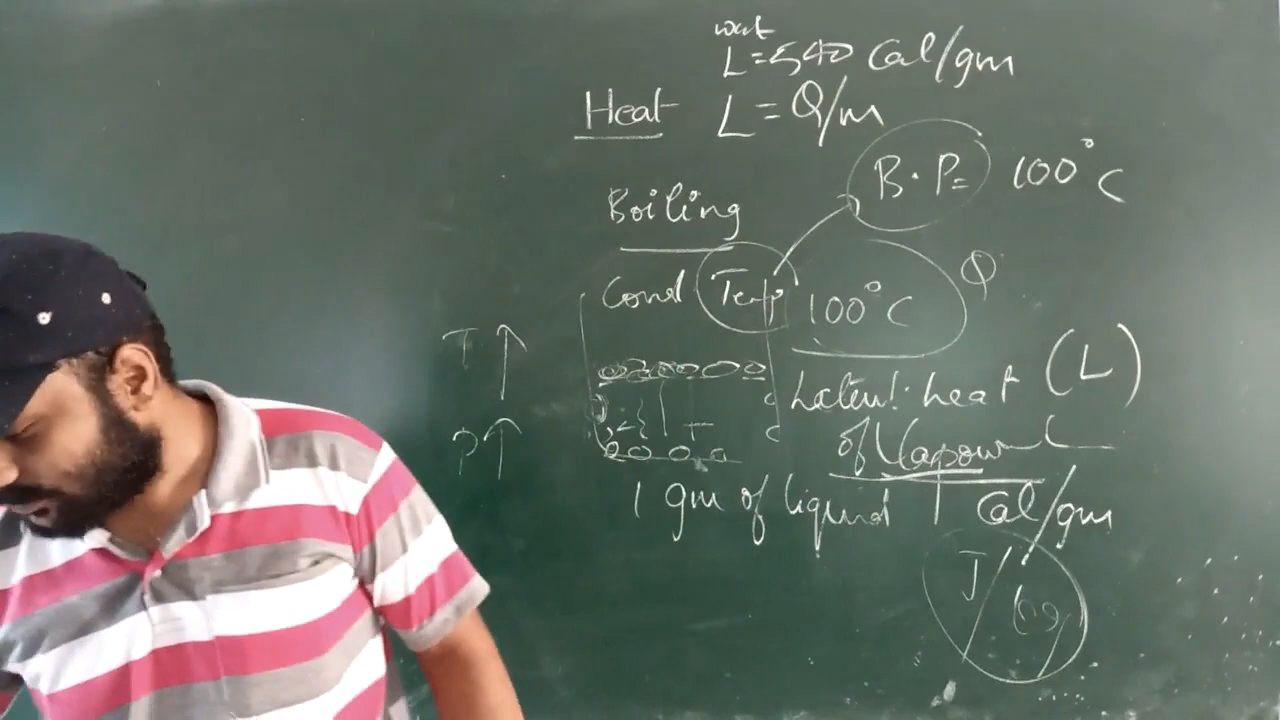 wat
L=540 Cal/gm
Heat L = Q/m
B.P= 100°C
Boiling
Const Temp 100°C Q
T↑
Latent heat (L)
of Vapour
P↑
1 gm of liquid Cal/gm
J/kg